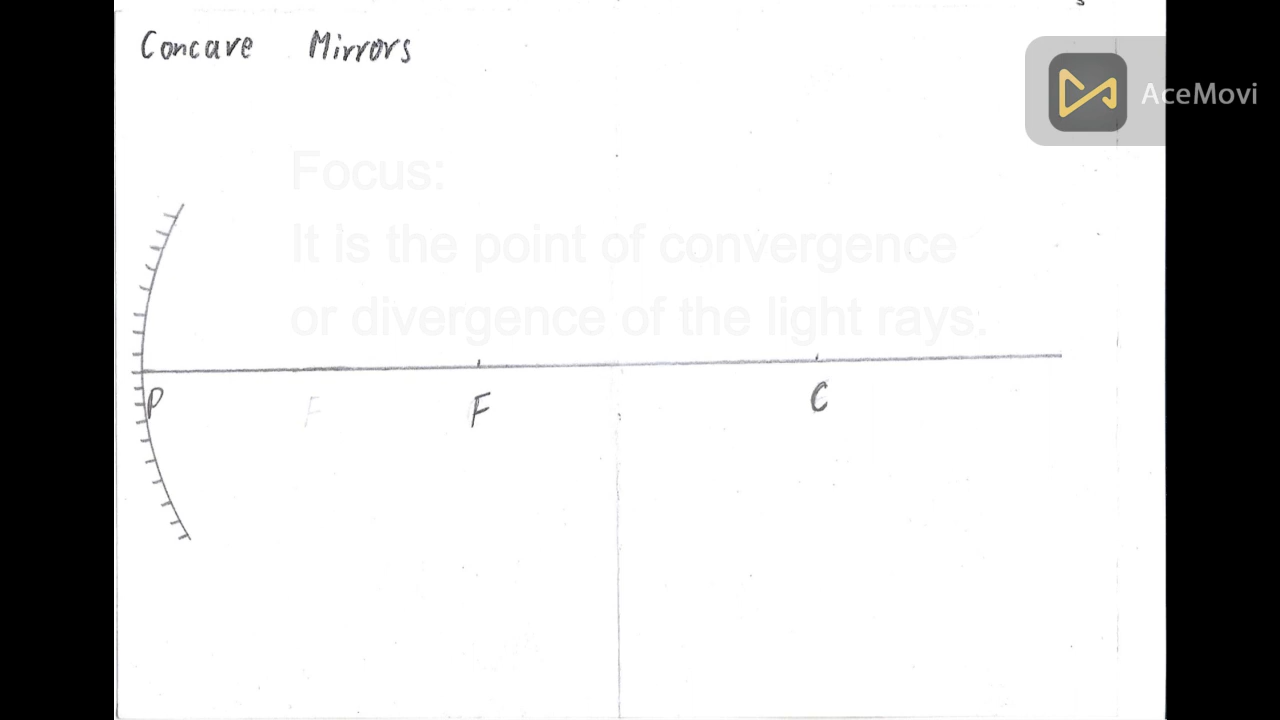 Concave Mirrors
AceMovi
Focus:
It is the point of convergence
or divergence of the light rays.
P
F
F
C